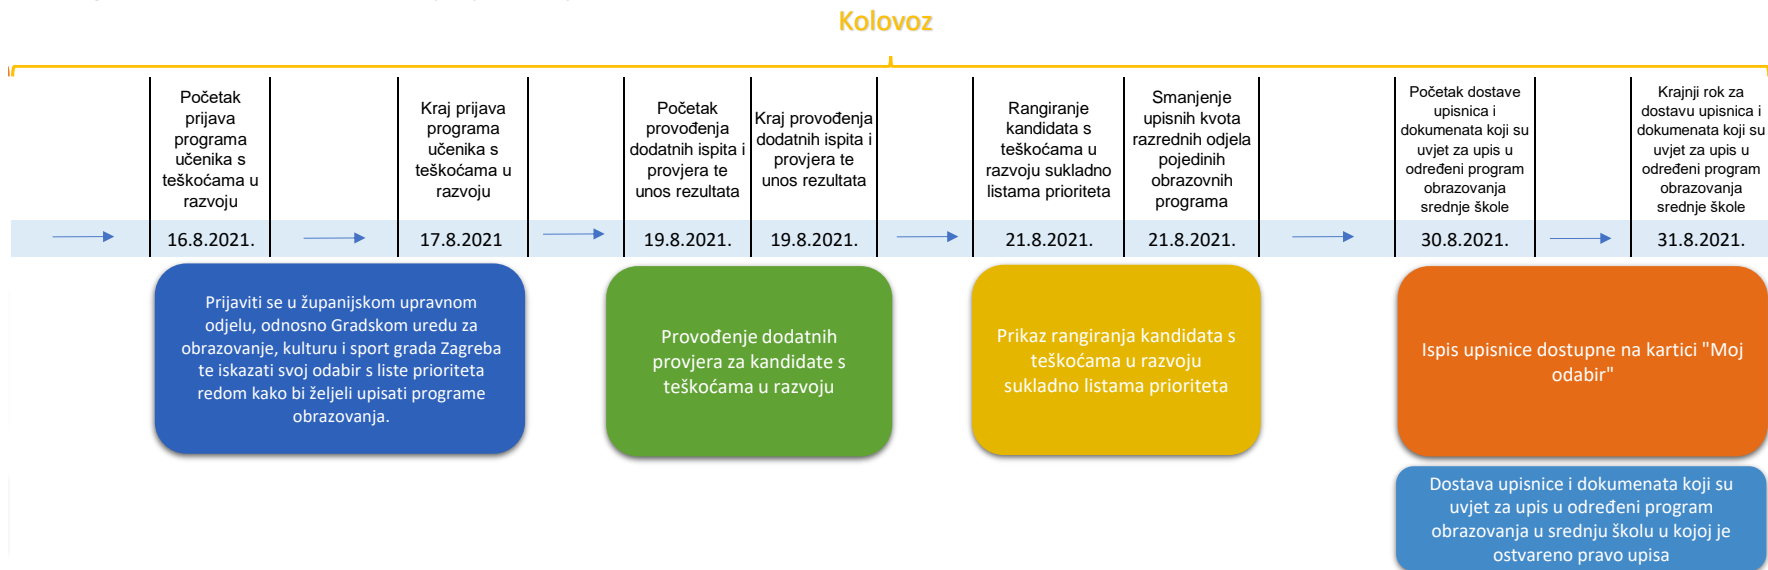 Kolovoz
Početak
prijava
programa
učenika s
teškoćama u
razvoju
Kraj prijava
programa
učenika s
teškoćama u
razvoju
Početak
provođenja
dodatnih ispita i
provjera te
unos rezultata
Kraj provođenja
dodatnih ispita i
provjera te
unos rezultata
Rangiranje
kandidata s
teškoćama u
razvoju sukladno
listama prioriteta
Smanjenje
upisnih kvota
razrednih odjela
pojedinih
obrazovnih
programa
Početak dostave
upisnica i
dokumenata koji su
uvjet za upis u
određeni program
obrazovanja
srednje škole
Krajnji rok za
dostavu upisnica i
dokumenata koji su
uvjet za upis u
određeni program
obrazovanja
srednje škole
16.8.2021.
17.8.2021
19.8.2021.
19.8.2021.
21.8.2021.
21.8.2021.
30.8.2021.
31.8.2021.
Prijaviti se u županijskom upravnom
odjelu, odnosno Gradskom uredu za
obrazovanje, kulturu i sport grada Zagreba
te iskazati svoj odabir s liste prioriteta
redom kako bi željeli upisati programe
obrazovanja.
Provođenje dodatnih
provjera za kandidate s
teškoćama u razvoju
Prikaz rangiranja kandidata s
teškoćama u razvoju
sukladno listama prioriteta
Ispis upisnice dostupne na kartici "Moj
odabir"
Dostava upisnice i dokumenata koji su
uvjet za upis u određeni program
obrazovanja u srednju školu u kojoj je
ostvareno pravo upisa